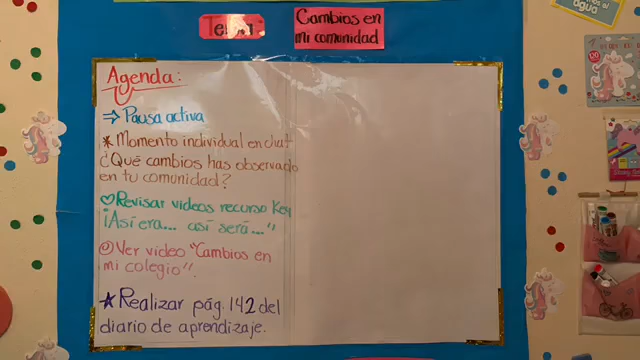 Cambios en
mi comunidad
Agenda:
⇒ Pausa activa
* Momento individual en chat
¿Qué cambios has observado
en tu comunidad?
♡ Revisar videos recurso Key
¡Así era... así será..."
Ver video "Cambios en
mi colegio".
★ Realizar pág. 142 del
diario de aprendizaje.
agua